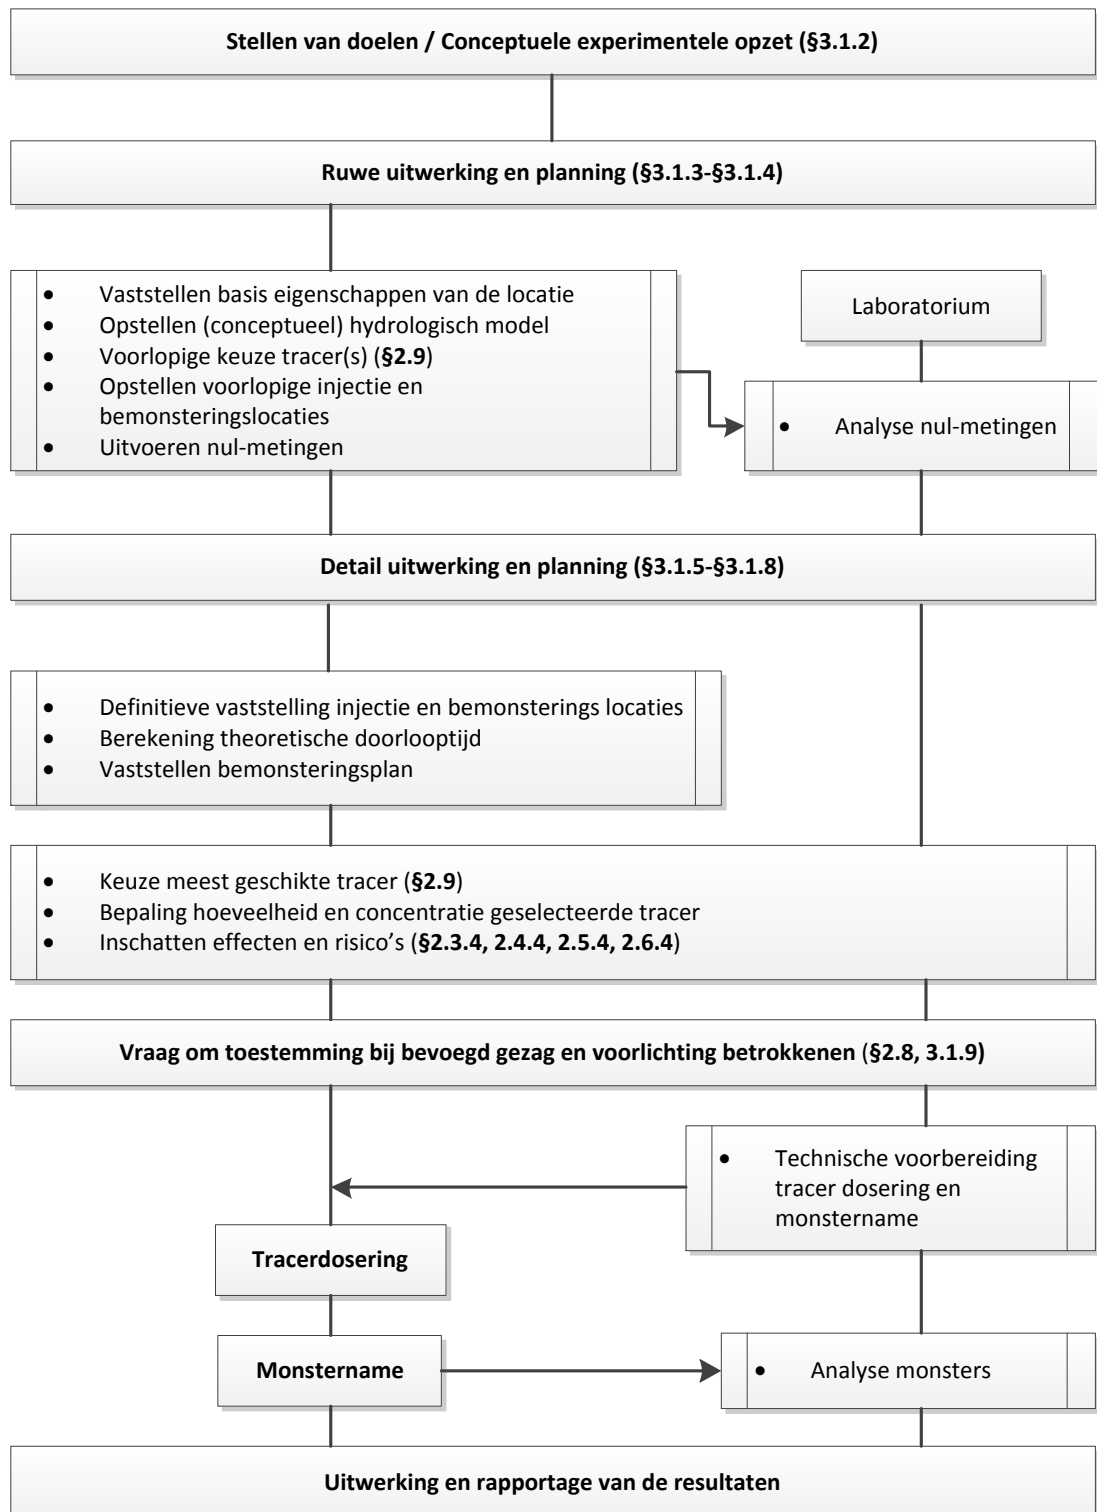 Stellen van doelen / Conceptuele experimentele opzet (§3.1.2)
Ruwe uitwerking en planning (§3.1.3-§3.1.4)
• Vaststellen basis eigenschappen van de locatie
• Opstellen (conceptueel) hydrologisch model
• Voorlopige keuze tracer(s) (§2.9)
• Opstellen voorlopige injectie en
bemonsteringslocaties
• Uitvoeren nul-metingen
Laboratorium
• Analyse nul-metingen
Detail uitwerking en planning (§3.1.5-§3.1.8)
• Definitieve vaststelling injectie en bemonsterings locaties
• Berekening theoretische doorlooptijd
• Vaststellen bemonsteringsplan
• Keuze meest geschikte tracer (§2.9)
• Bepaling hoeveelheid en concentratie geselecteerde tracer
• Inschatten effecten en risico’s (§2.3.4, 2.4.4, 2.5.4, 2.6.4)
Vraag om toestemming bij bevoegd gezag en voorlichting betrokkenen (§2.8, 3.1.9)
• Technische voorbereiding
tracer dosering en
monstername
Tracerdosering
Monstername
• Analyse monsters
Uitwerking en rapportage van de resultaten